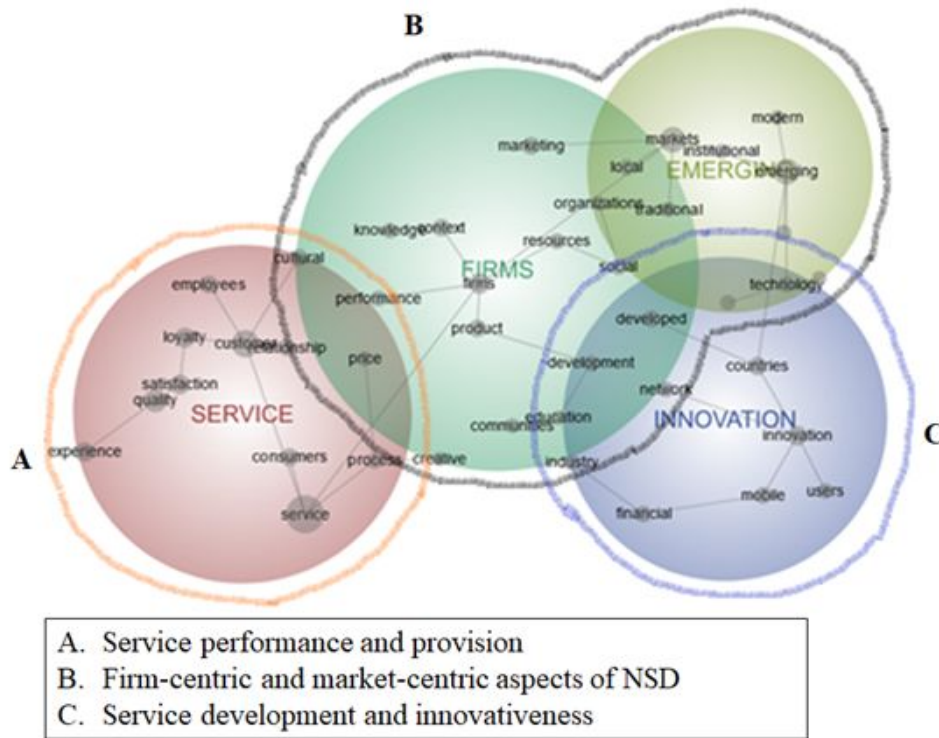 B
modern
marketing
markets
institutional
local
EMERGING
emerging
organizations
traditional
knowledge
context
resources
cultural
FIRMS
social
employees
firms
technology
performance
product
developed
loyalty
customer
relationship
price
development
countries
satisfaction
network
quality
SERVICE
education
INNOVATION
communities
innovation
experience
A
consumers
process
creative
industry
C
service
financial
mobile
users
A. Service performance and provision
B. Firm-centric and market-centric aspects of NSD
C. Service development and innovativeness